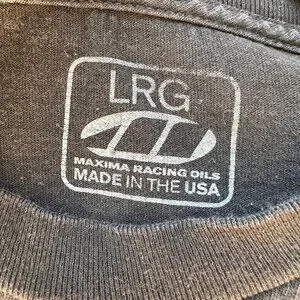 LRG
MAXIMA RACING OILS
MADE IN THE USA